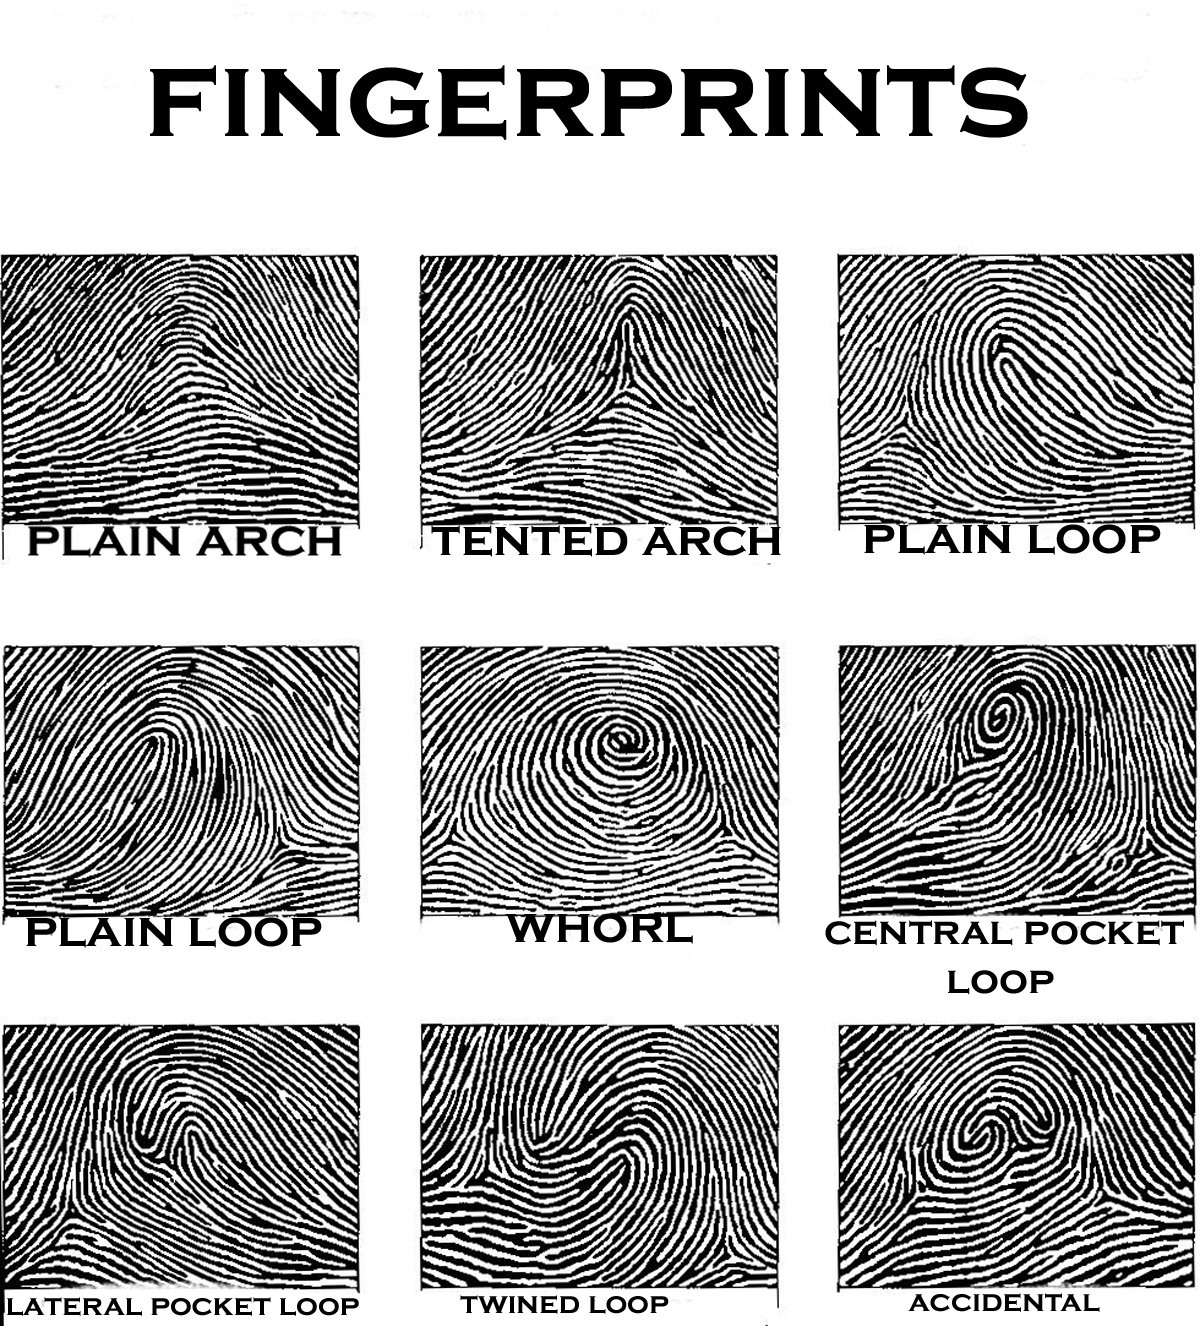 FINGERPRINTS
PLAIN ARCH
TENTED ARCH
PLAIN LOOP
PLAIN LOOP
WHORL
CENTRAL POCKET
LOOP
LATERAL POCKET LOOP
TWINED LOOP
ACCIDENTAL